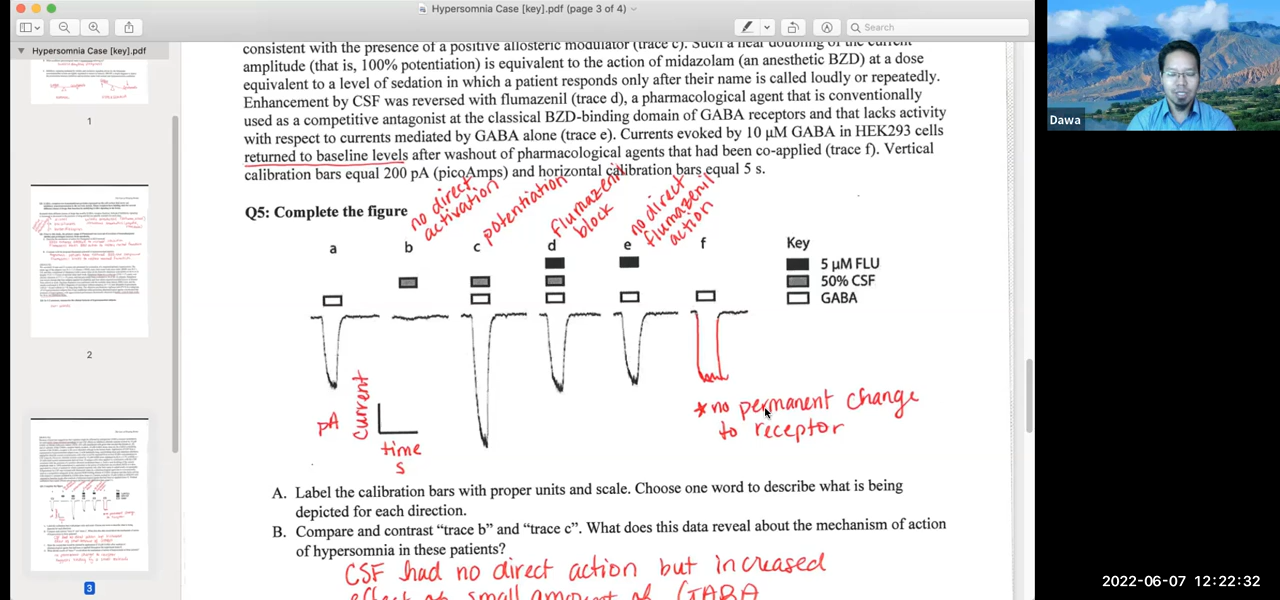 Hypersomnia Case [key].pdf (page 3 of 4)
Search
Hypersomnia Case [key].pdf
1
2
3
consistent with the presence of a positive allosteric modulator (trace c). Such a near doubling of the current
amplitude (that is, 100% potentiation) is equivalent to the action of midazolam (an anesthetic BZD) at a dose
equivalent to a level of sedation in which a patient responds only after their name is called loudly or repeatedly.
Enhancement by CSF was reversed with flumazenil (trace d), a pharmacological agent that is conventionally
used as a competitive antagonist at the classical BZD-binding domain of GABA receptors and that lacks activity
with respect to currents mediated by GABA alone (trace e). Currents evoked by 10 µM GABA in HEK293 cells
returned to baseline levels after washout of pharmacological agents that had been co-applied (trace f). Vertical
calibration bars equal 200 pA (picoAmps) and horizontal calibration bars equal 5 s.
Q5: Complete the figure
no direct activation
potentiation
flumazenil block
no direct flumazenil action
a b c d e f
Key
5 µM FLU
50% CSF
GABA
pA
current
time
s
*no permanent change
to receptor
A. Label the calibration bars with proper units and scale. Choose one word to describe what is being
depicted for each direction.
B. Compare and contrast “trace b” and “trace c”. What does this data reveal about the mechanism of action
of hypersomnia in these patients?
CSF had no direct action but increased
effect of small amount of GABA
Dawa
2022-06-07 12:22:32